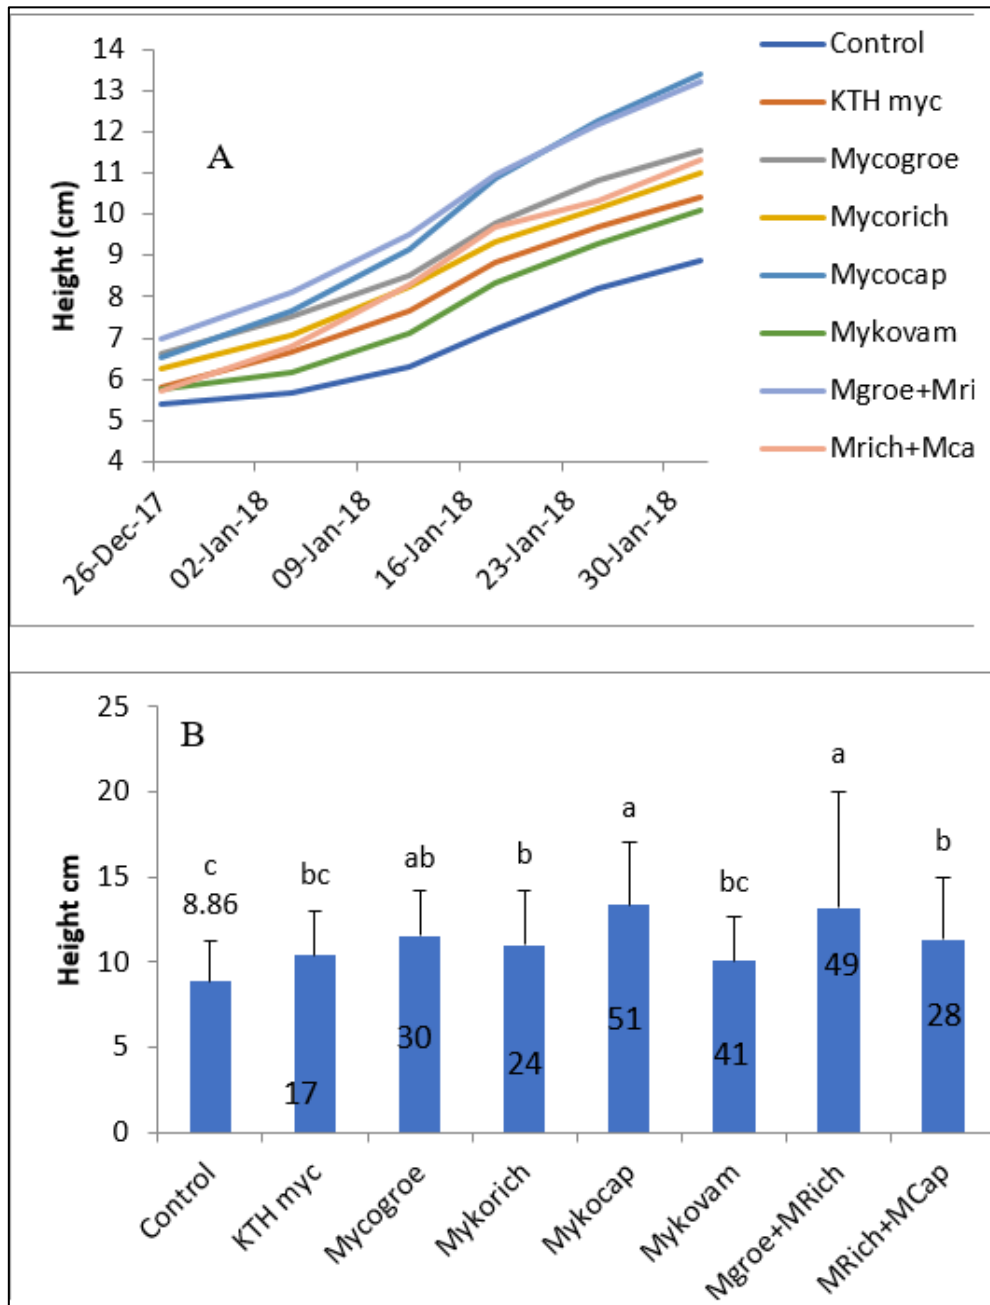 A
Height (cm)
14
13
12
11
10
9
8
7
6
5
4
26-Dec-17
02-Jan-18
09-Jan-18
16-Jan-18
23-Jan-18
30-Jan-18
Control
KTH myc
Mycogroe
Mycorich
Mycocap
Mykovam
Mgroe+Mri
Mrich+Mca
B
Height cm
25
20
15
10
5
0
c
8.86
bc
17
ab
30
b
24
a
51
bc
41
a
49
b
28
Control
KTH myc
Mycogroe
Mykorich
Mykocap
Mykovam
Mgroe+MRich
MRich+MCap